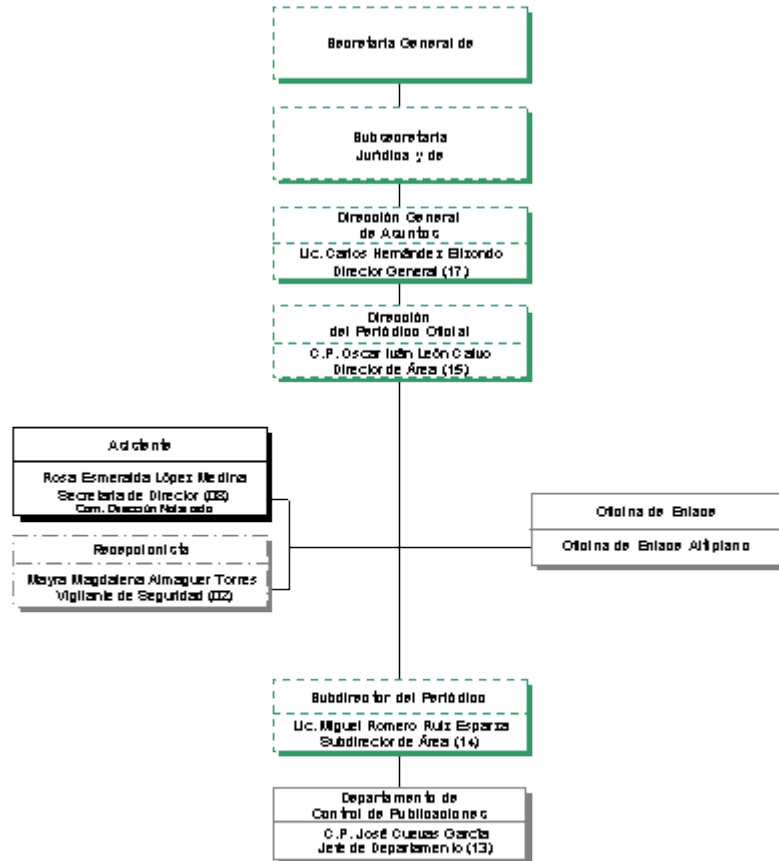 Secretaría General de
Subsecretaría
Jurídica y de
Dirección General
de Asuntos
Lic. Carlos Hernández Elizondo
Director General (17)
Dirección
del Periódico Oficial
C.P. Oscar Iván León Calvo
Director de Área (15)
Asistente
Rosa Esmeralda López Medina
Secretaria de Director (08)
Com. Dirección Notariado
Recepcionista
Mayra Magdalena Almaguer Torres
Vigilante de Seguridad (02)
Oficina de Enlace
Oficina de Enlace Altiplano
Subdirector del Periódico
Lic. Miguel Romero Ruiz Esparza
Subdirector de Área (14)
Departamento de
Control de Publicaciones
C.P. José Cuevas García
Jefe de Departamento (13)